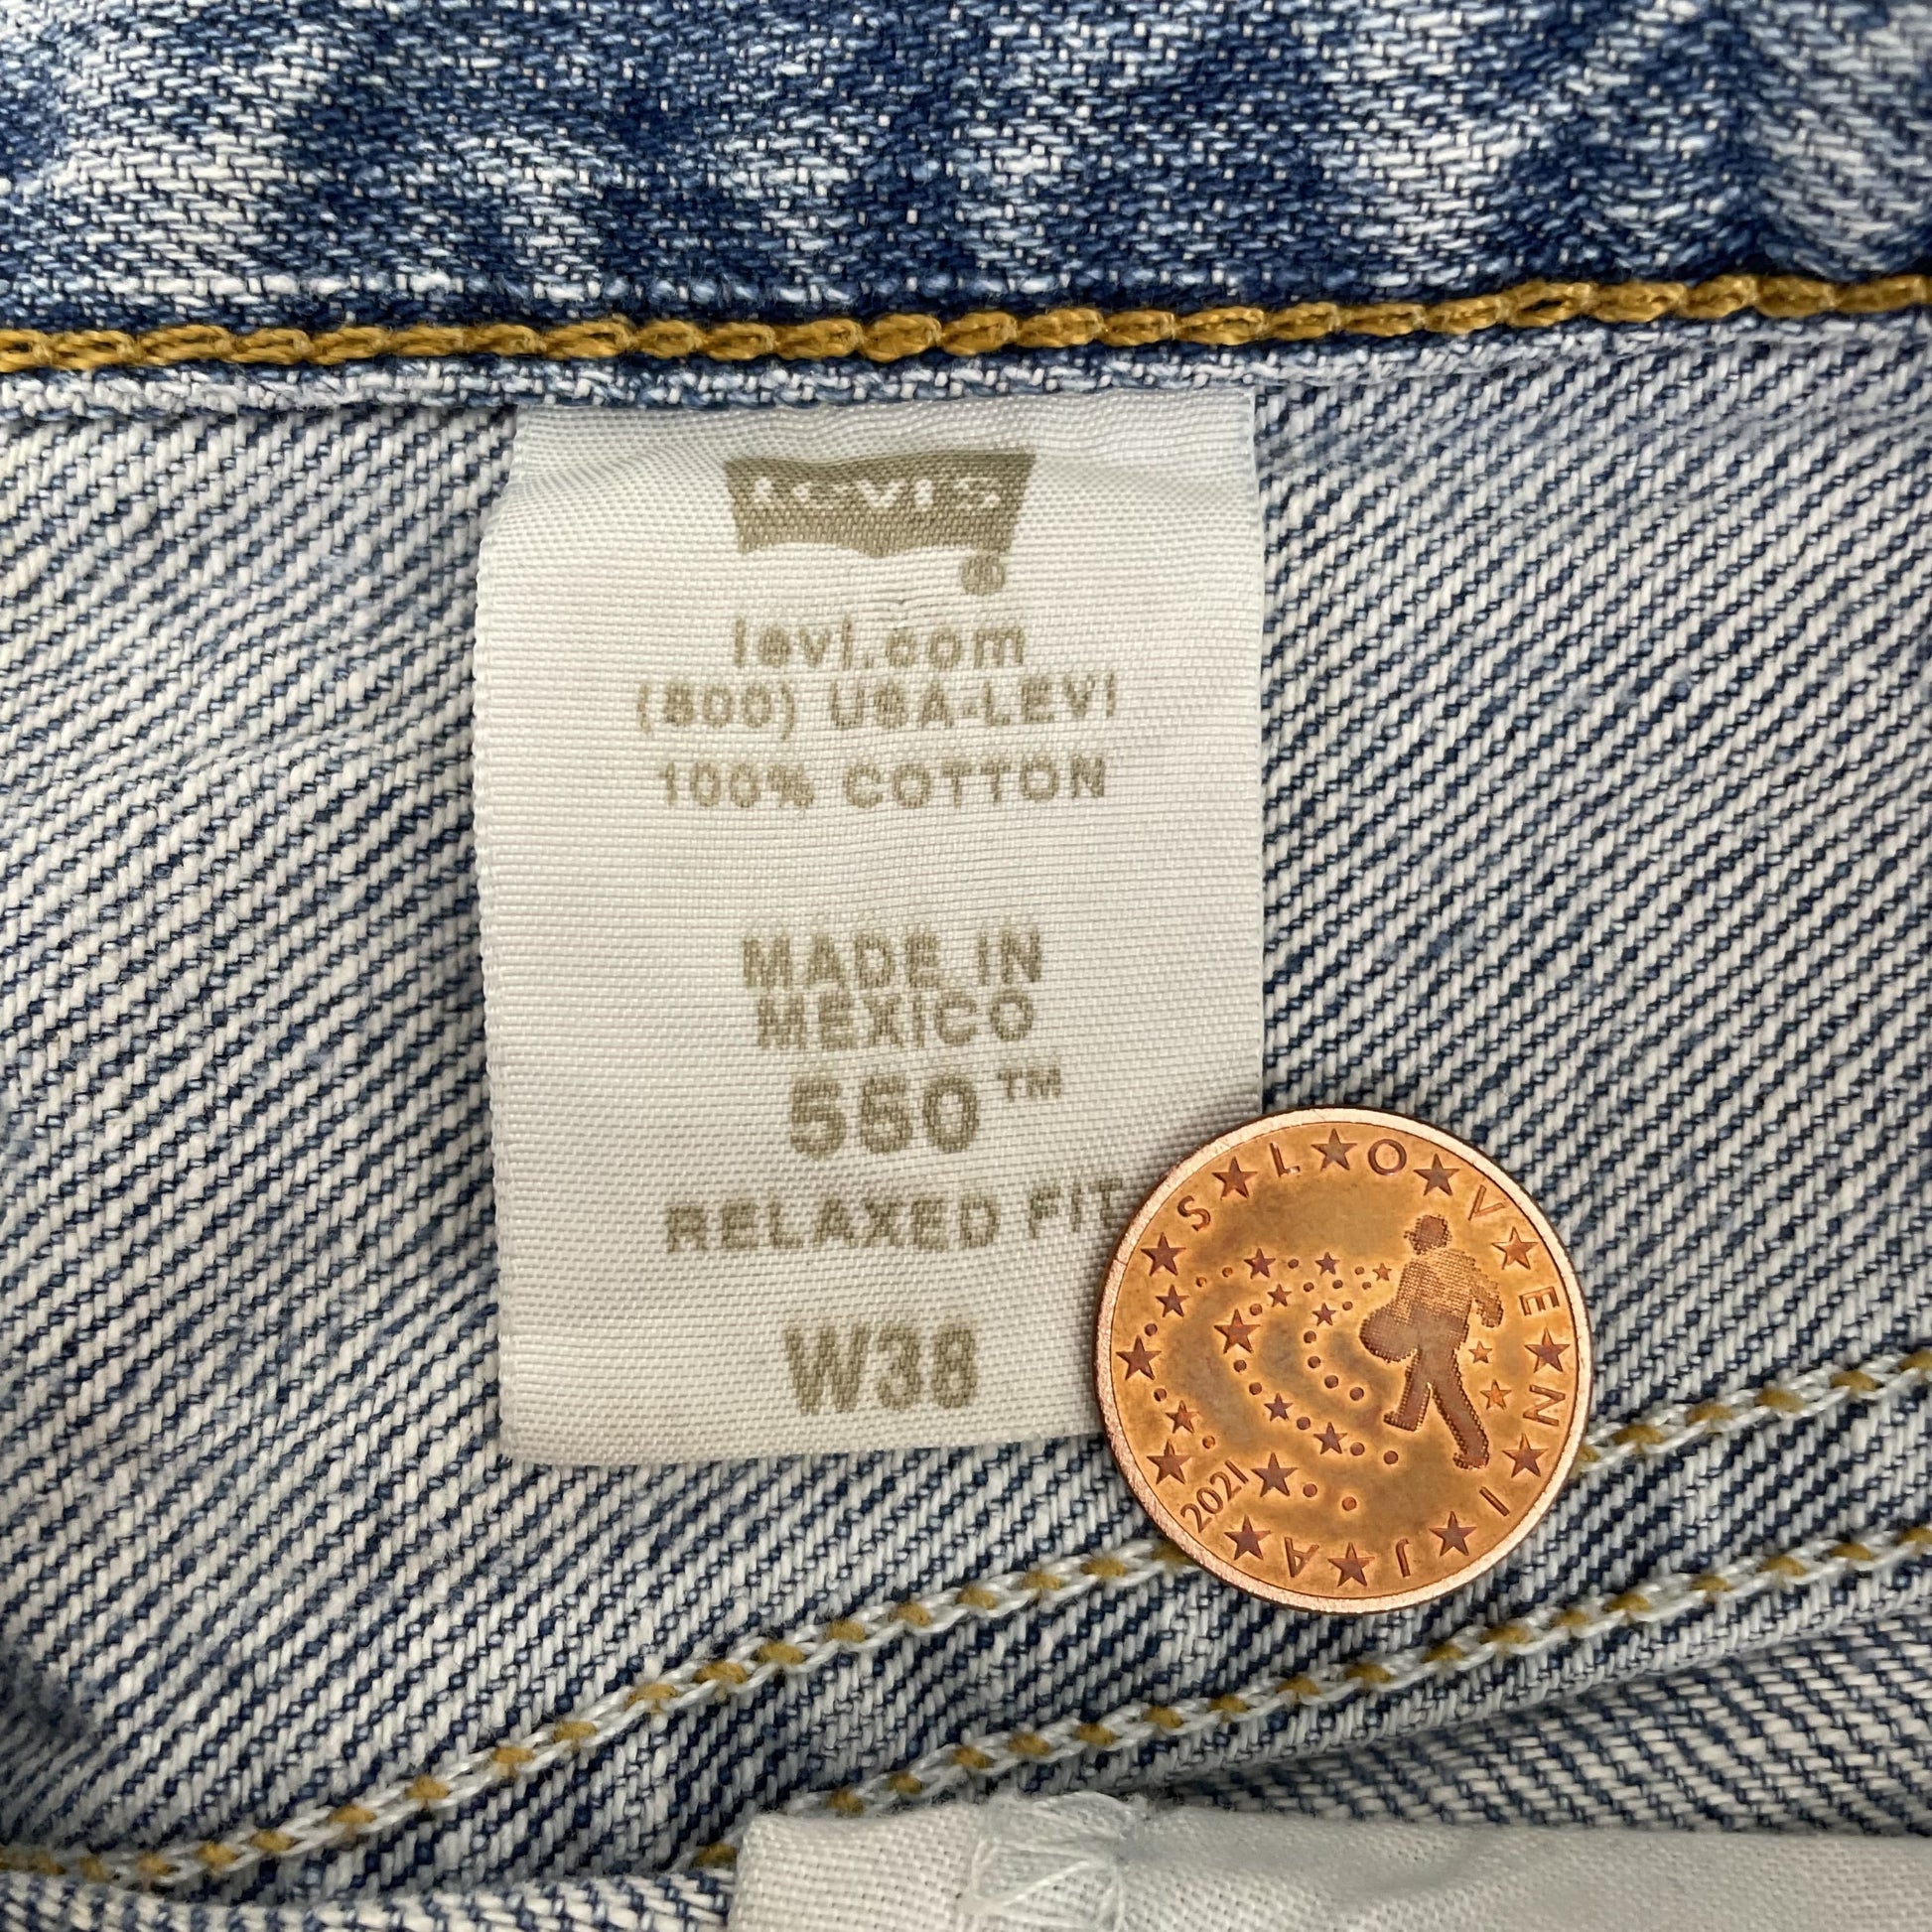 Levi's
®
levi.com
(800) USA-LEVI
100% COTTON
MADE IN
MEXICO
550™
RELAXED FIT
W38
SLOVENIJA
2021